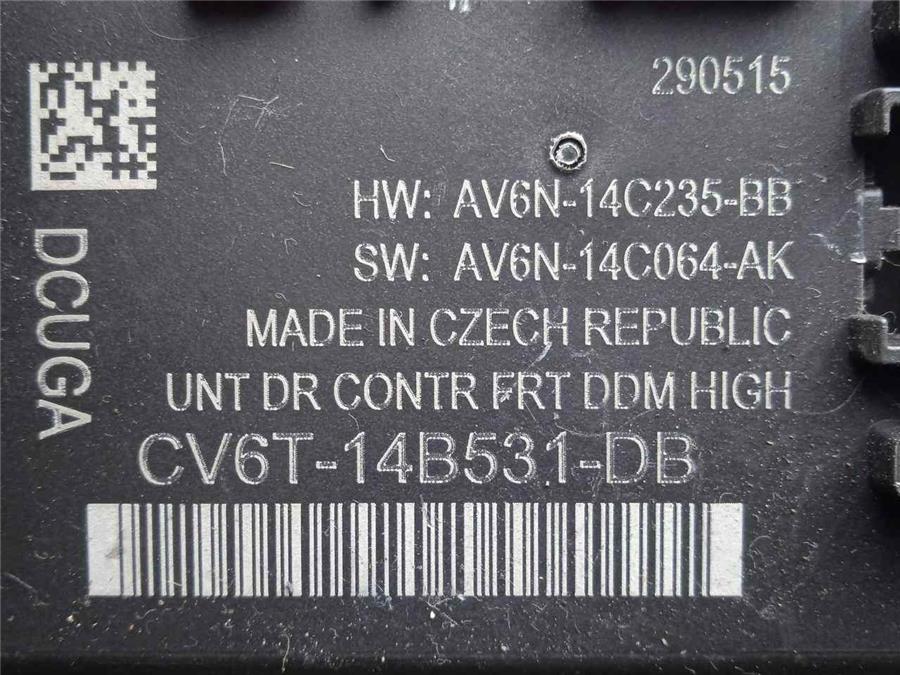 290515
HW: AV6N-14C235-BB
SW: AV6N-14C064-AK
MADE IN CZECH REPUBLIC
UNT DR CONTR FRT DDM HIGH
CV6T-14B531-DB
DCUGA